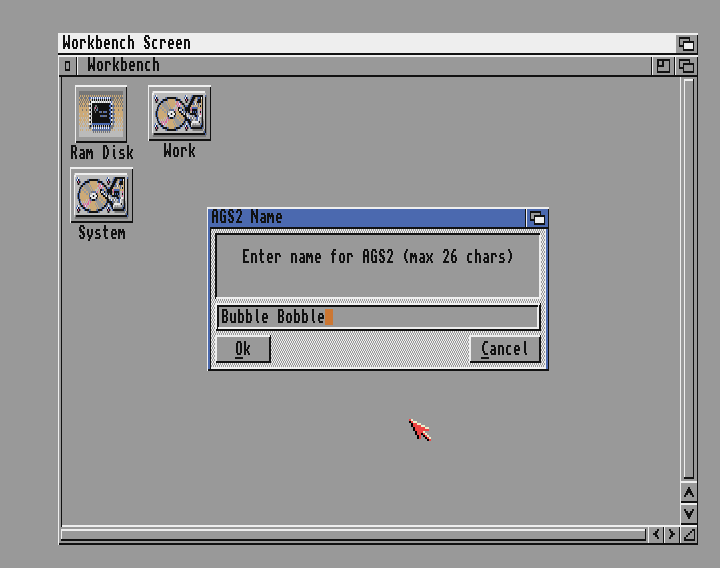 Workbench Screen
Workbench
Ram Disk
Work
System
AGS2 Name
Enter name for AGS2 (max 26 chars)
Bubble Bobble
Ok
Cancel